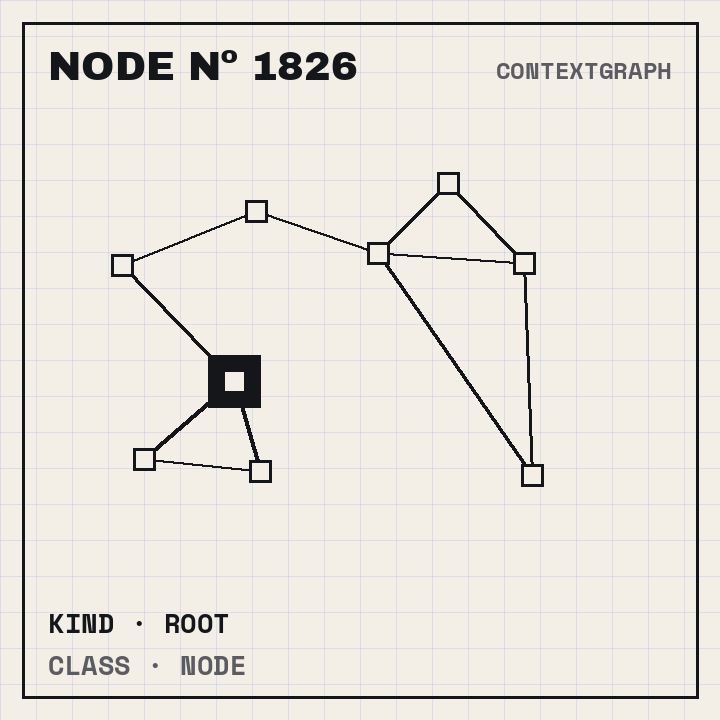 NODE Nº 1826
CONTEXTGRAPH
KIND · ROOT
CLASS · NODE